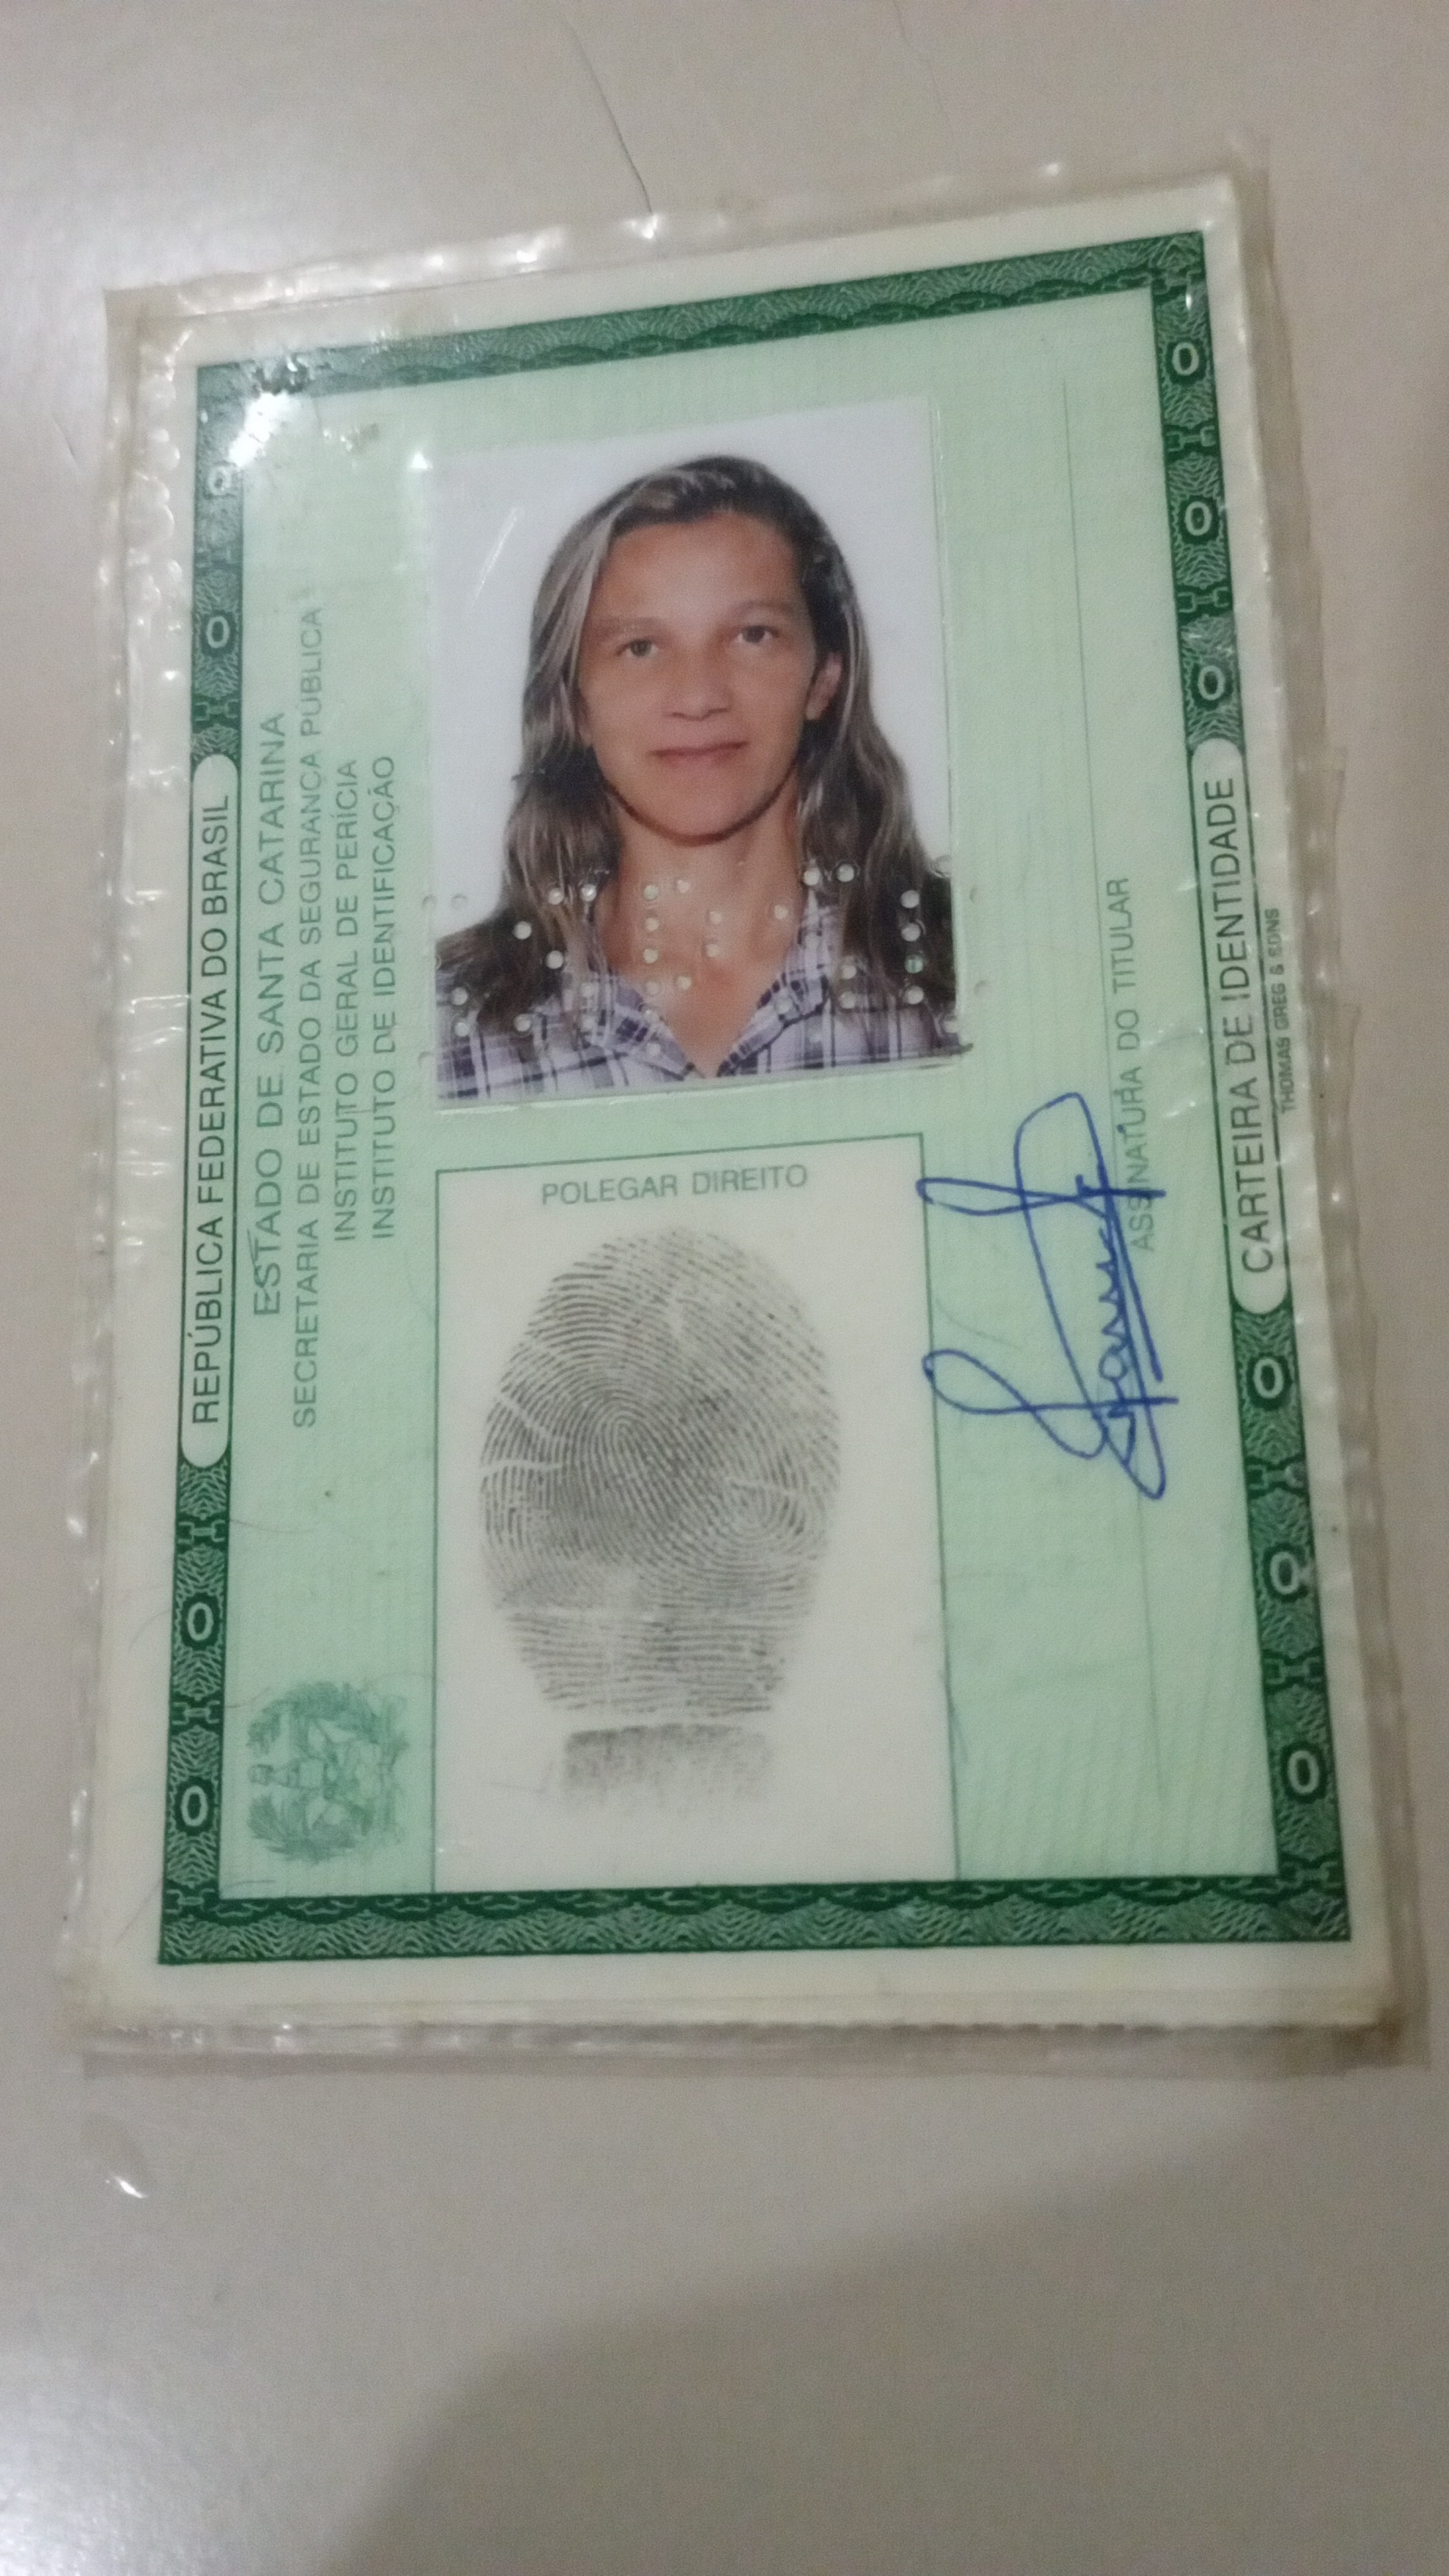 REPÚBLICA FEDERATIVA DO BRASIL
ESTADO DE SANTA CATARINA
SECRETARIA DE ESTADO DA SEGURANÇA PÚBLICA
INSTITUTO GERAL DE PERÍCIA
INSTITUTO DE IDENTIFICAÇÃO
POLEGAR DIREITO
ASSINATURA DO TITULAR
CARTEIRA DE IDENTIDADE
THOMAS GREG & SONS